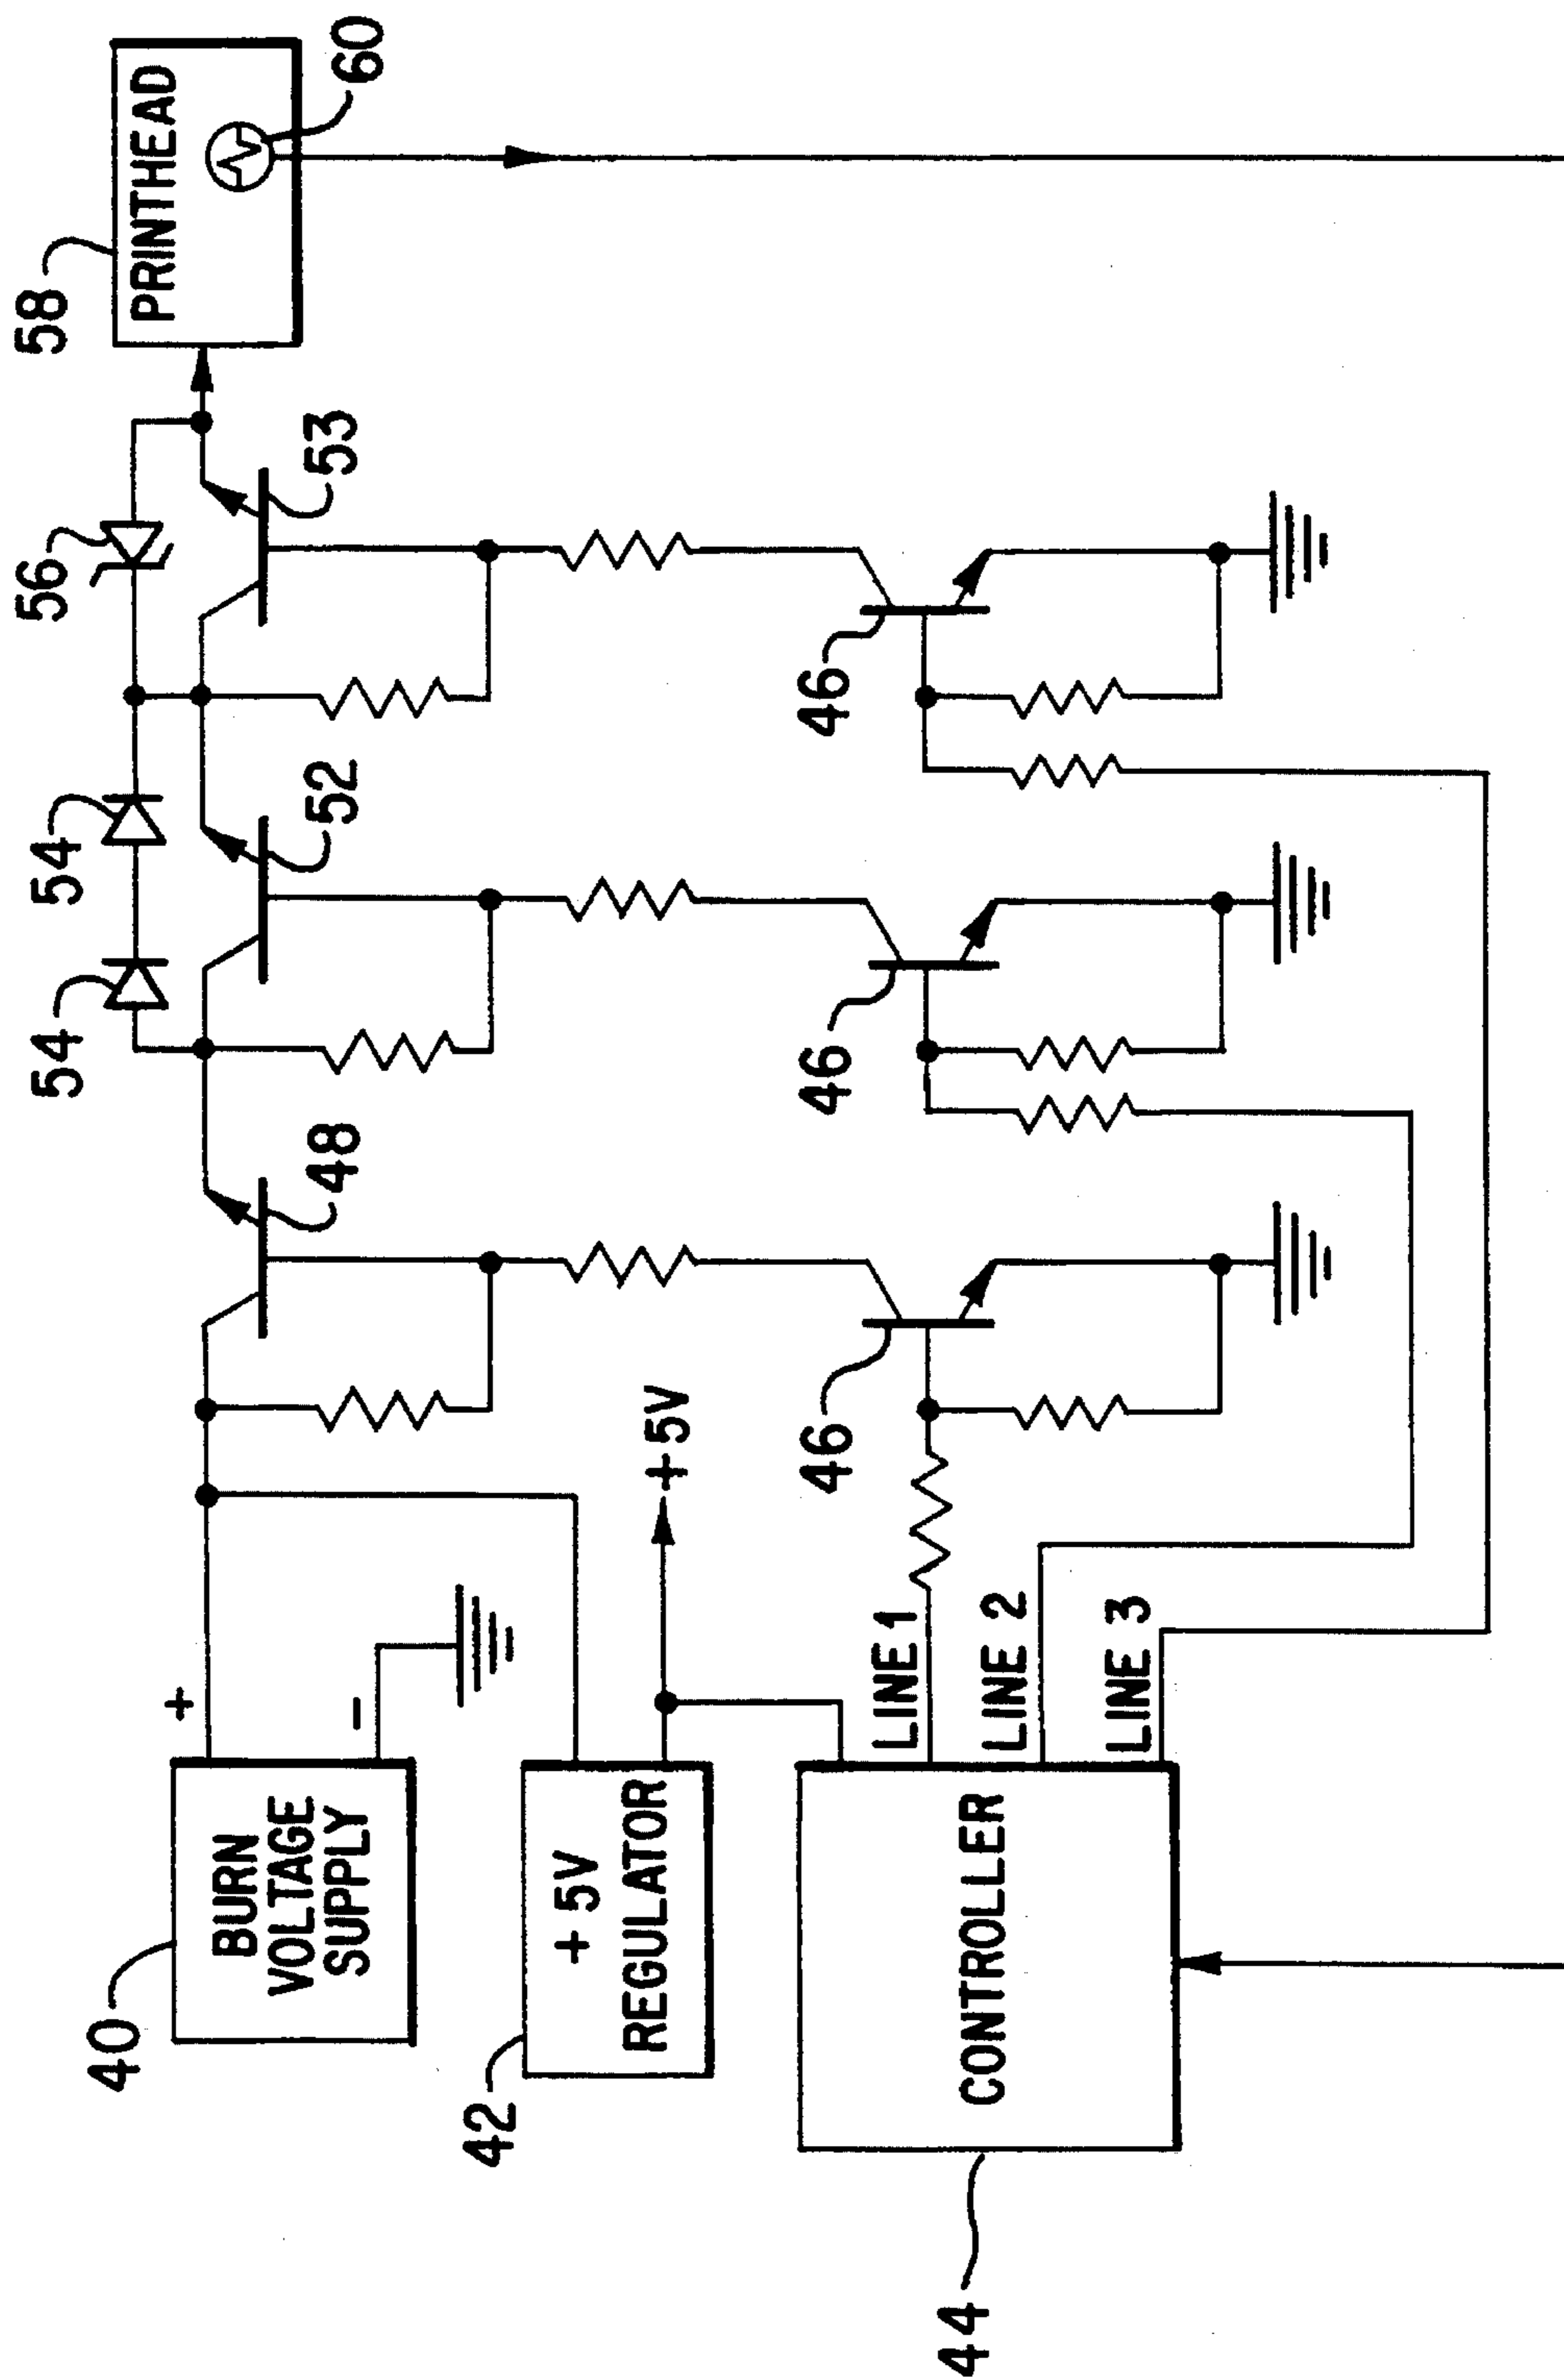 54
54
56
58
52
53
48
PRINTHEAD
60
40
BURN
VOLTAGE
SUPPLY
+
−
42
+5V
REGULATOR
+5V
46
46
46
44
CONTROLLER
LINE 1
LINE 2
LINE 3